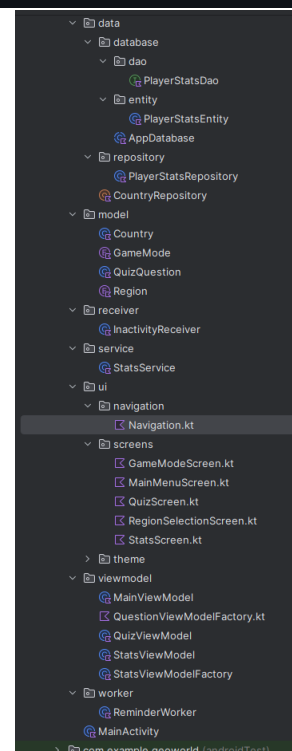 data
database
dao
PlayerStatsDao
entity
PlayerStatsEntity
AppDatabase
repository
PlayerStatsRepository
CountryRepository
model
Country
GameMode
QuizQuestion
Region
receiver
InactivityReceiver
service
StatsService
ui
navigation
Navigation.kt
screens
GameModeScreen.kt
MainMenuScreen.kt
QuizScreen.kt
RegionSelectionScreen.kt
StatsScreen.kt
theme
viewmodel
MainViewModel
QuestionViewModelFactory.kt
QuizViewModel
StatsViewModel
StatsViewModelFactory
worker
ReminderWorker
MainActivity
com.example.geoworld (androidTest)